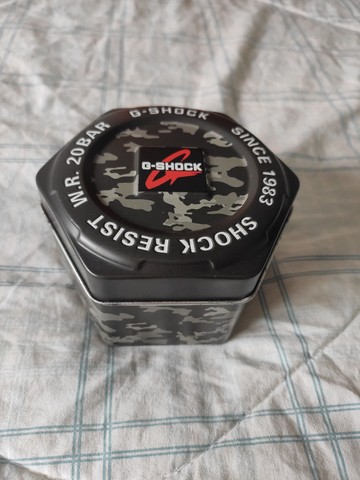 G-SHOCK
SINCE 1983
SHOCK RESIST
W.R. 20BAR
G-SHOCK